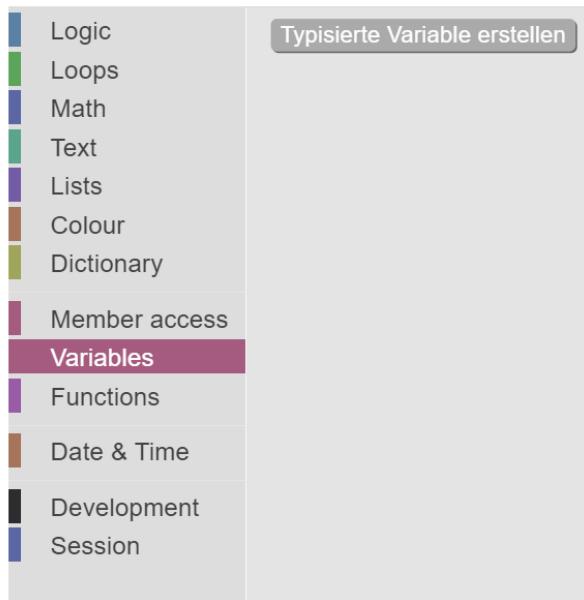 Logic
Loops
Math
Text
Lists
Colour
Dictionary
Member access
Variables
Functions
Date & Time
Development
Session
Typisierte Variable erstellen